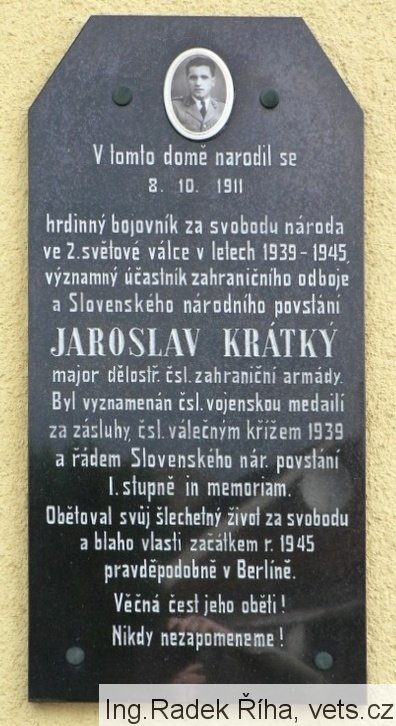 V tomto domě narodil se
8. 10. 1911
hrdinný bojovník za svobodu národa
ve 2. světové válce v letech 1939 - 1945,
významný účastník zahraničního odboje
a Slovenského národního povstání
JAROSLAV KRÁTKÝ
major dělostř. čsl. zahraniční armády.
Byl vyznamenán čsl. vojenskou medailí
za zásluhy, čsl. válečným křížem 1939
a řádem Slovenského nár. povstání
I. stupně in memoriam.
Obětoval svůj šlechetný život za svobodu
a blaho vlasti začátkem r. 1945
pravděpodobně v Berlíně.
Věčná čest jeho oběti !
Nikdy nezapomeneme !
Ing.Radek Říha, vets.cz